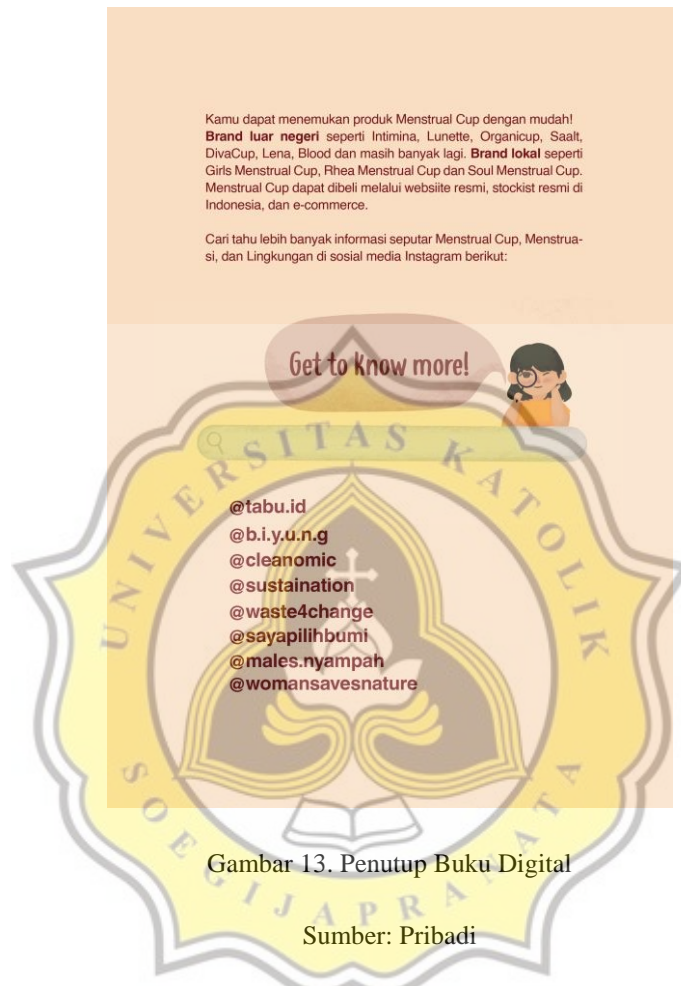 Kamu dapat menemukan produk Menstrual Cup dengan mudah!
Brand luar negeri seperti Intimina, Lunette, Organicup, Saalt,
DivaCup, Lena, Blood dan masih banyak lagi. Brand lokal seperti
Girls Menstrual Cup, Rhea Menstrual Cup dan Soul Menstrual Cup.
Menstrual Cup dapat dibeli melalui websiite resmi, stockist resmi di
Indonesia, dan e-commerce.
Cari tahu lebih banyak informasi seputar Menstrual Cup, Menstrua-
si, dan Lingkungan di sosial media Instagram berikut:
Get to know more!
UNIVERSITAS KATOLIK
@tabu.id
@b.i.y.u.n.g
@cleanomic
@sustaination
@waste4change
@sayapilihbumi
@males.nyampah
@womansavesnature
SOEGIJAPRANATA
Gambar 13. Penutup Buku Digital
Sumber: Pribadi